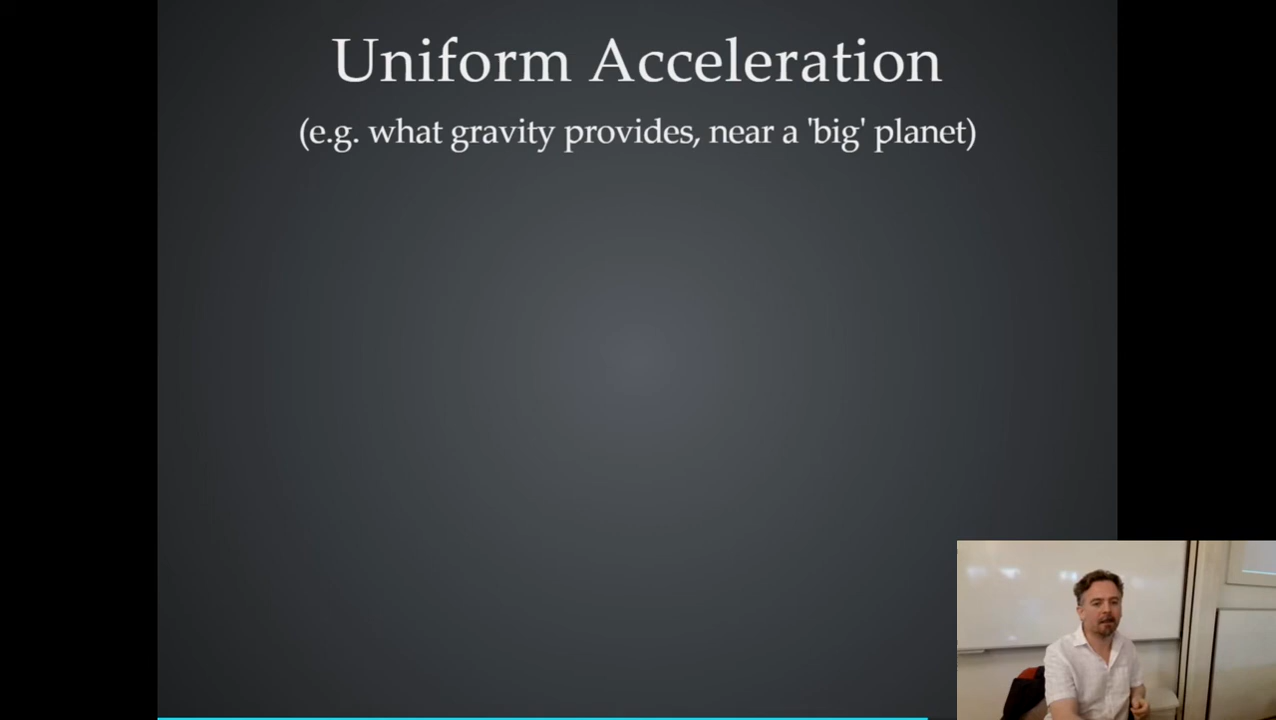 Uniform Acceleration
(e.g. what gravity provides, near a 'big' planet)